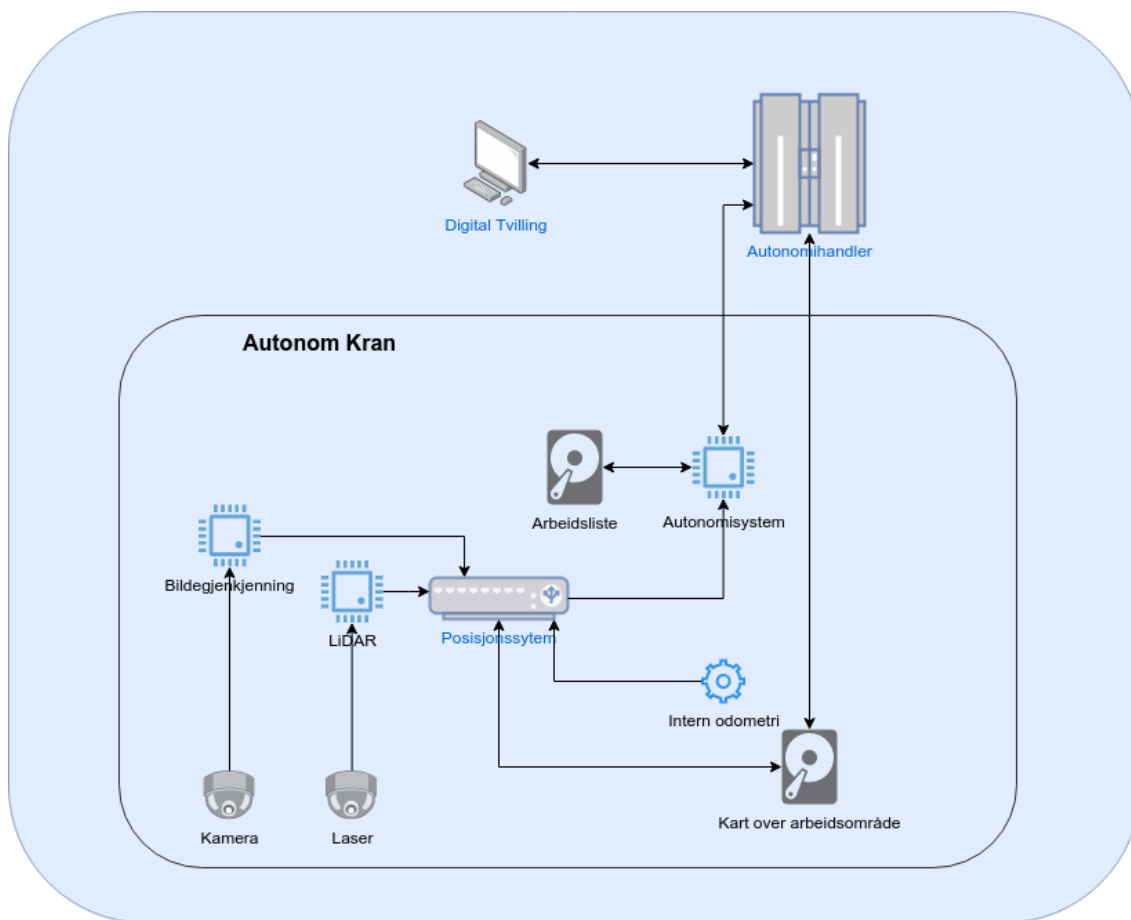 Digital Tvilling
Autonomihandler
Autonom Kran
Arbeidsliste
Autonomisystem
Bildegjenkjenning
LiDAR
Posisjonssytem
Intern odometri
Kart over arbeidsområde
Kamera
Laser